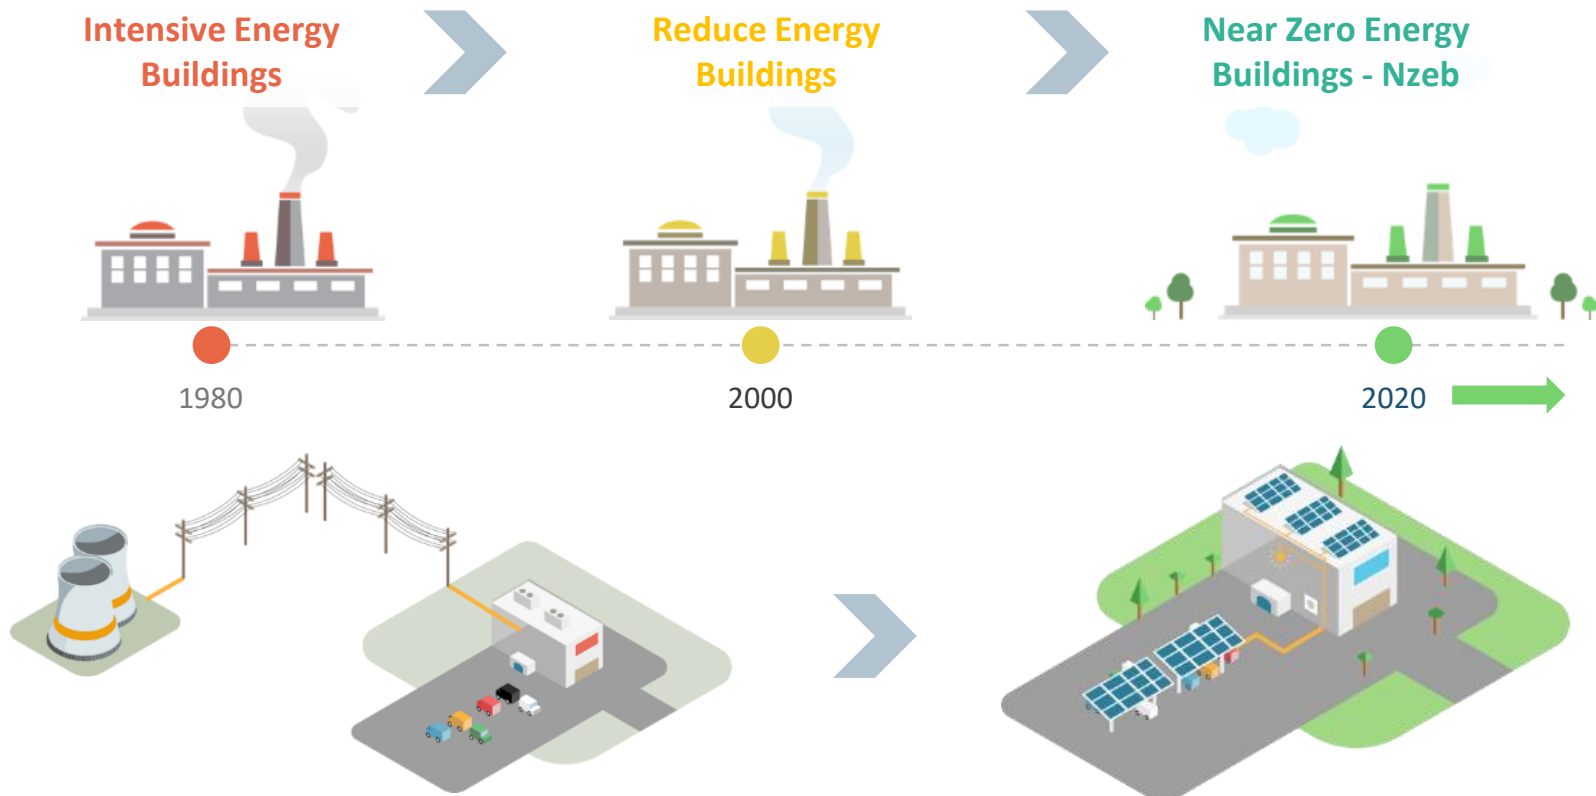 Intensive Energy
Buildings
Reduce Energy
Buildings
Near Zero Energy
Buildings - Nzeb
1980
2000
2020